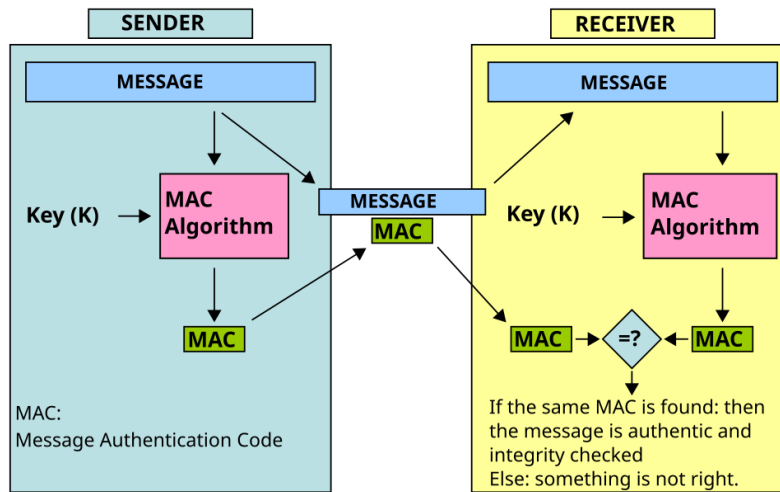 SENDER
MESSAGE
Key (K)
MAC
Algorithm
MAC
MAC:
Message Authentication Code
MESSAGE
MAC
RECEIVER
MESSAGE
Key (K)
MAC
Algorithm
MAC
=?
MAC
If the same MAC is found: then
the message is authentic and
integrity checked
Else: something is not right.